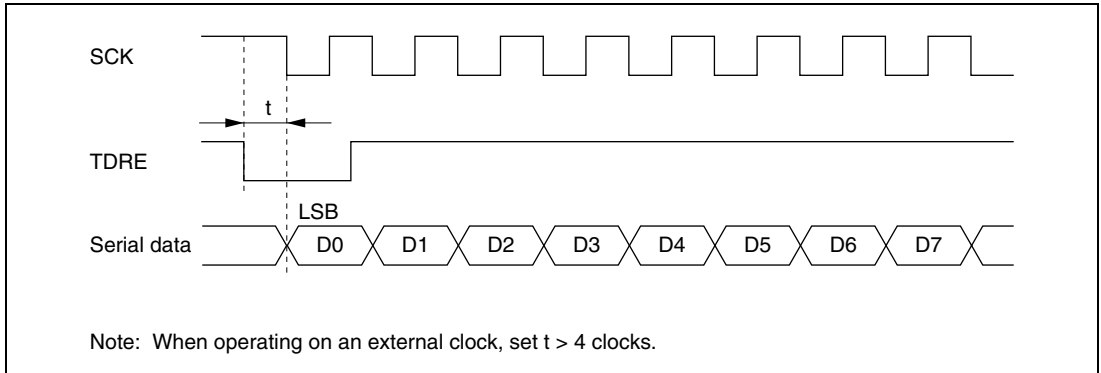 SCK
t
TDRE
LSB
Serial data D0 D1 D2 D3 D4 D5 D6 D7
Note: When operating on an external clock, set t > 4 clocks.